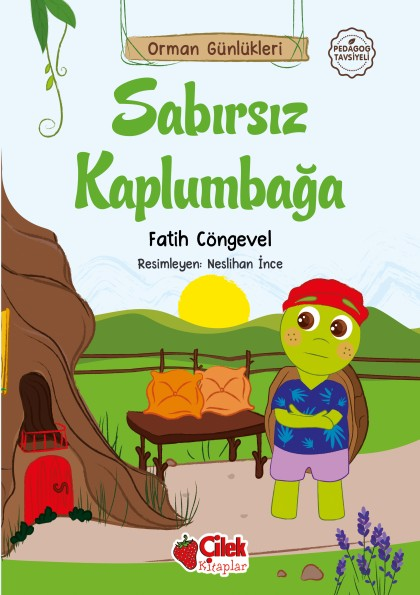 Orman Günlükleri
PEDAGOG
TAVSİYELİ
Sabırsız
Kaplumbağa
Fatih Cöngevel
Resimleyen: Neslihan İnce
Çilek
Kitaplar